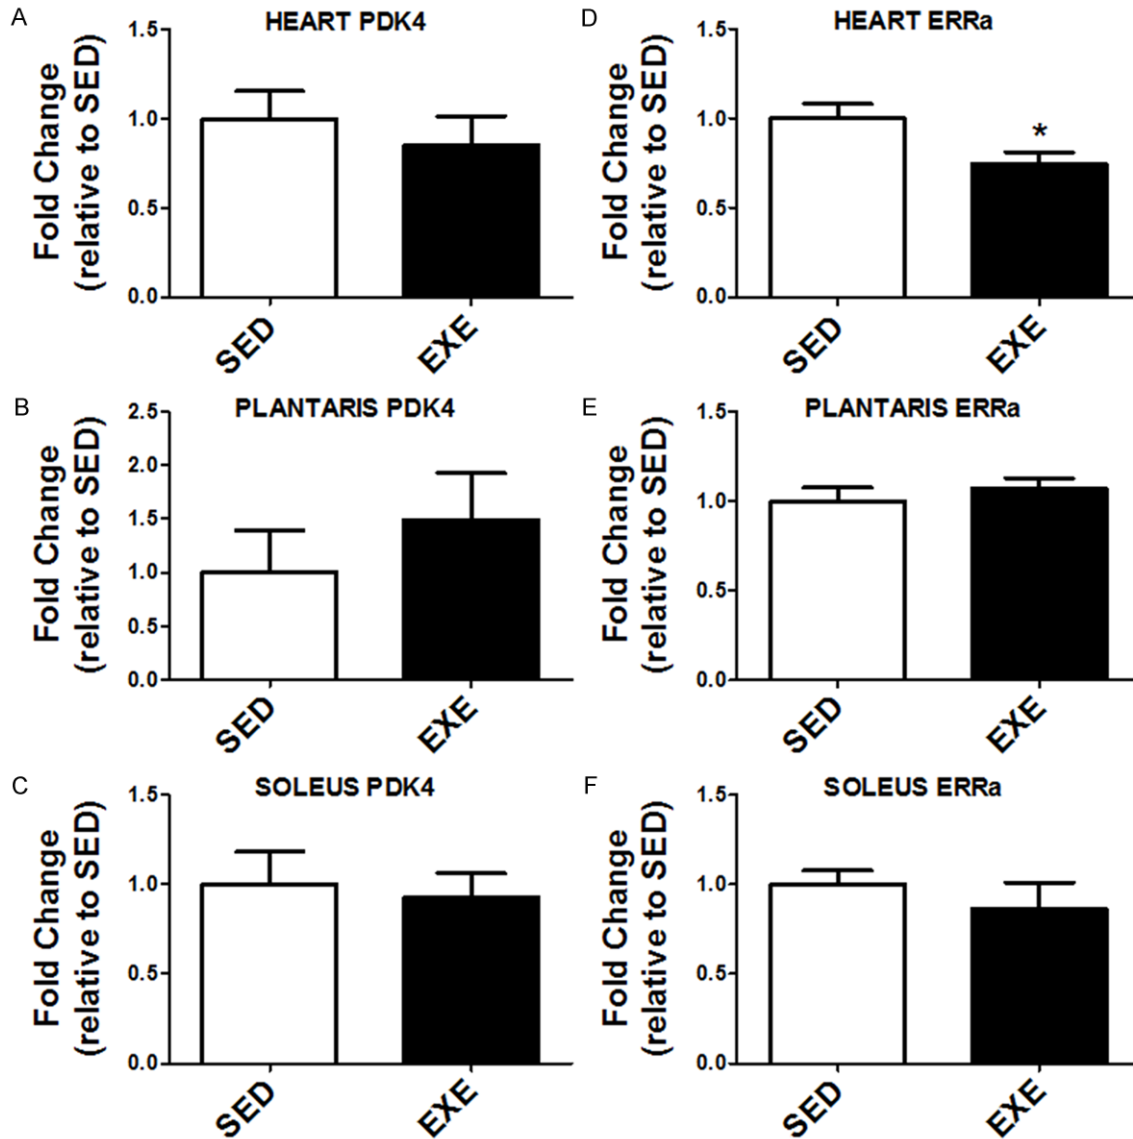 A
HEART PDK4
Fold Change
(relative to SED)
1.5
1.0
0.5
0.0
SED
EXE
D
HEART ERRa
Fold Change
(relative to SED)
1.5
1.0
0.5
0.0
*
SED
EXE
B
PLANTARIS PDK4
Fold Change
(relative to SED)
2.5
2.0
1.5
1.0
0.5
0.0
SED
EXE
E
PLANTARIS ERRa
Fold Change
(relative to SED)
1.5
1.0
0.5
0.0
SED
EXE
C
SOLEUS PDK4
Fold Change
(relative to SED)
1.5
1.0
0.5
0.0
SED
EXE
F
SOLEUS ERRa
Fold Change
(relative to SED)
1.5
1.0
0.5
0.0
SED
EXE